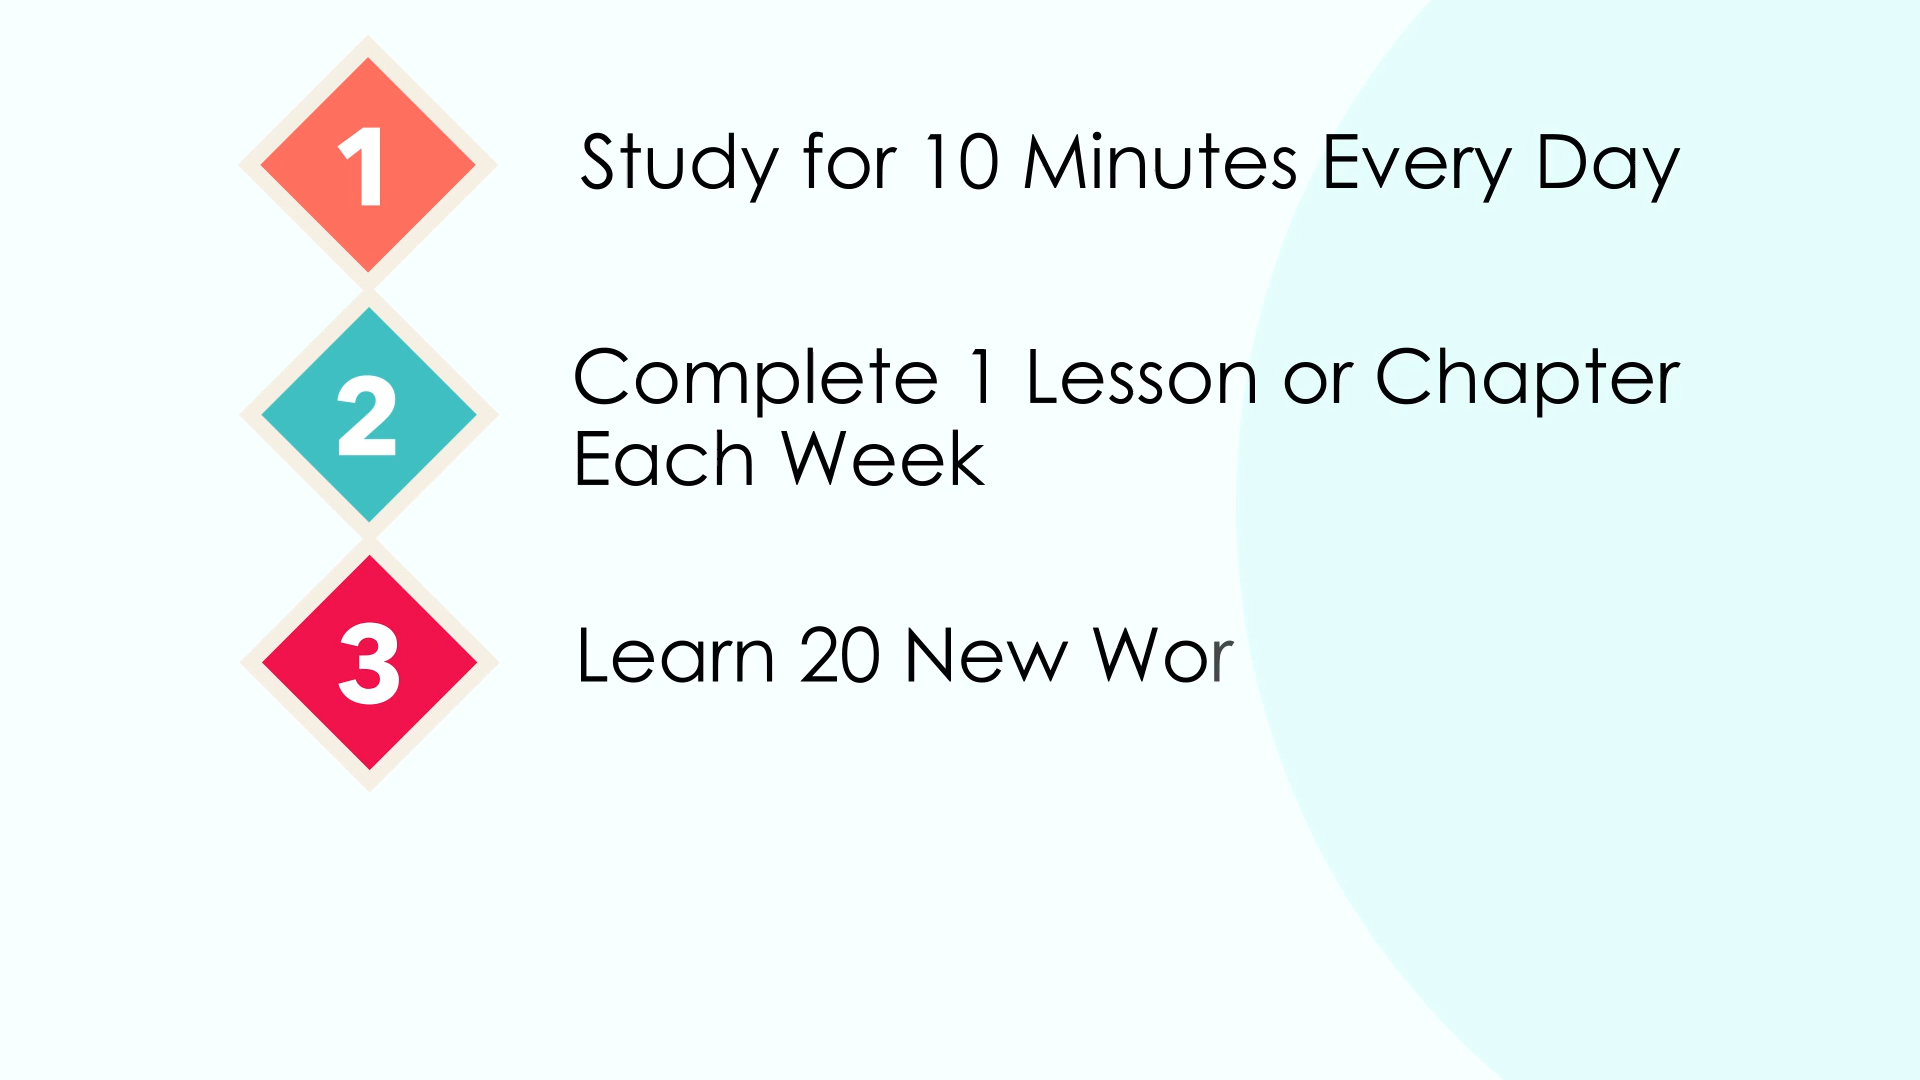 1
Study for 10 Minutes Every Day
2
Complete 1 Lesson or Chapter
Each Week
3
Learn 20 New Wor